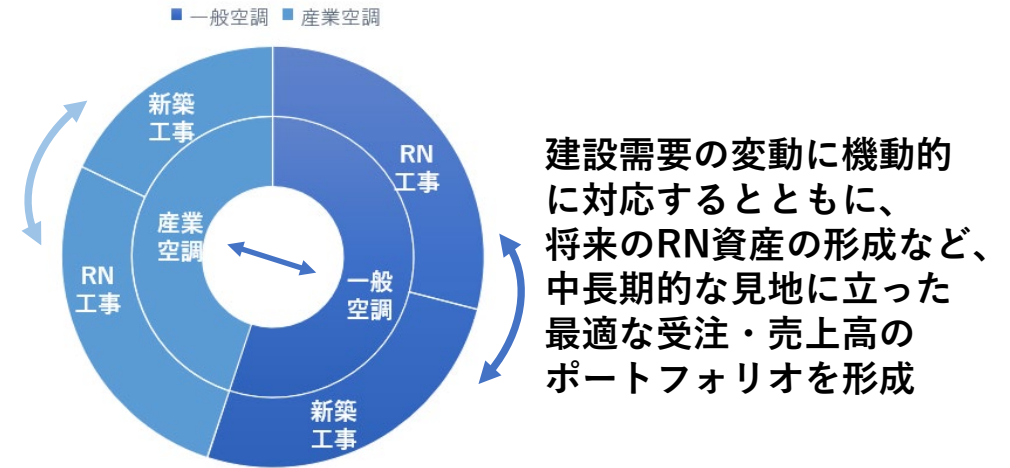 一般空調 産業空調
新築
工事
RN
工事
産業
空調
一般
空調
RN
工事
新築
工事
建設需要の変動に機動的
に対応するとともに、
将来のRN資産の形成など、
中長期的な見地に立った
最適な受注・売上高の
ポートフォリオを形成